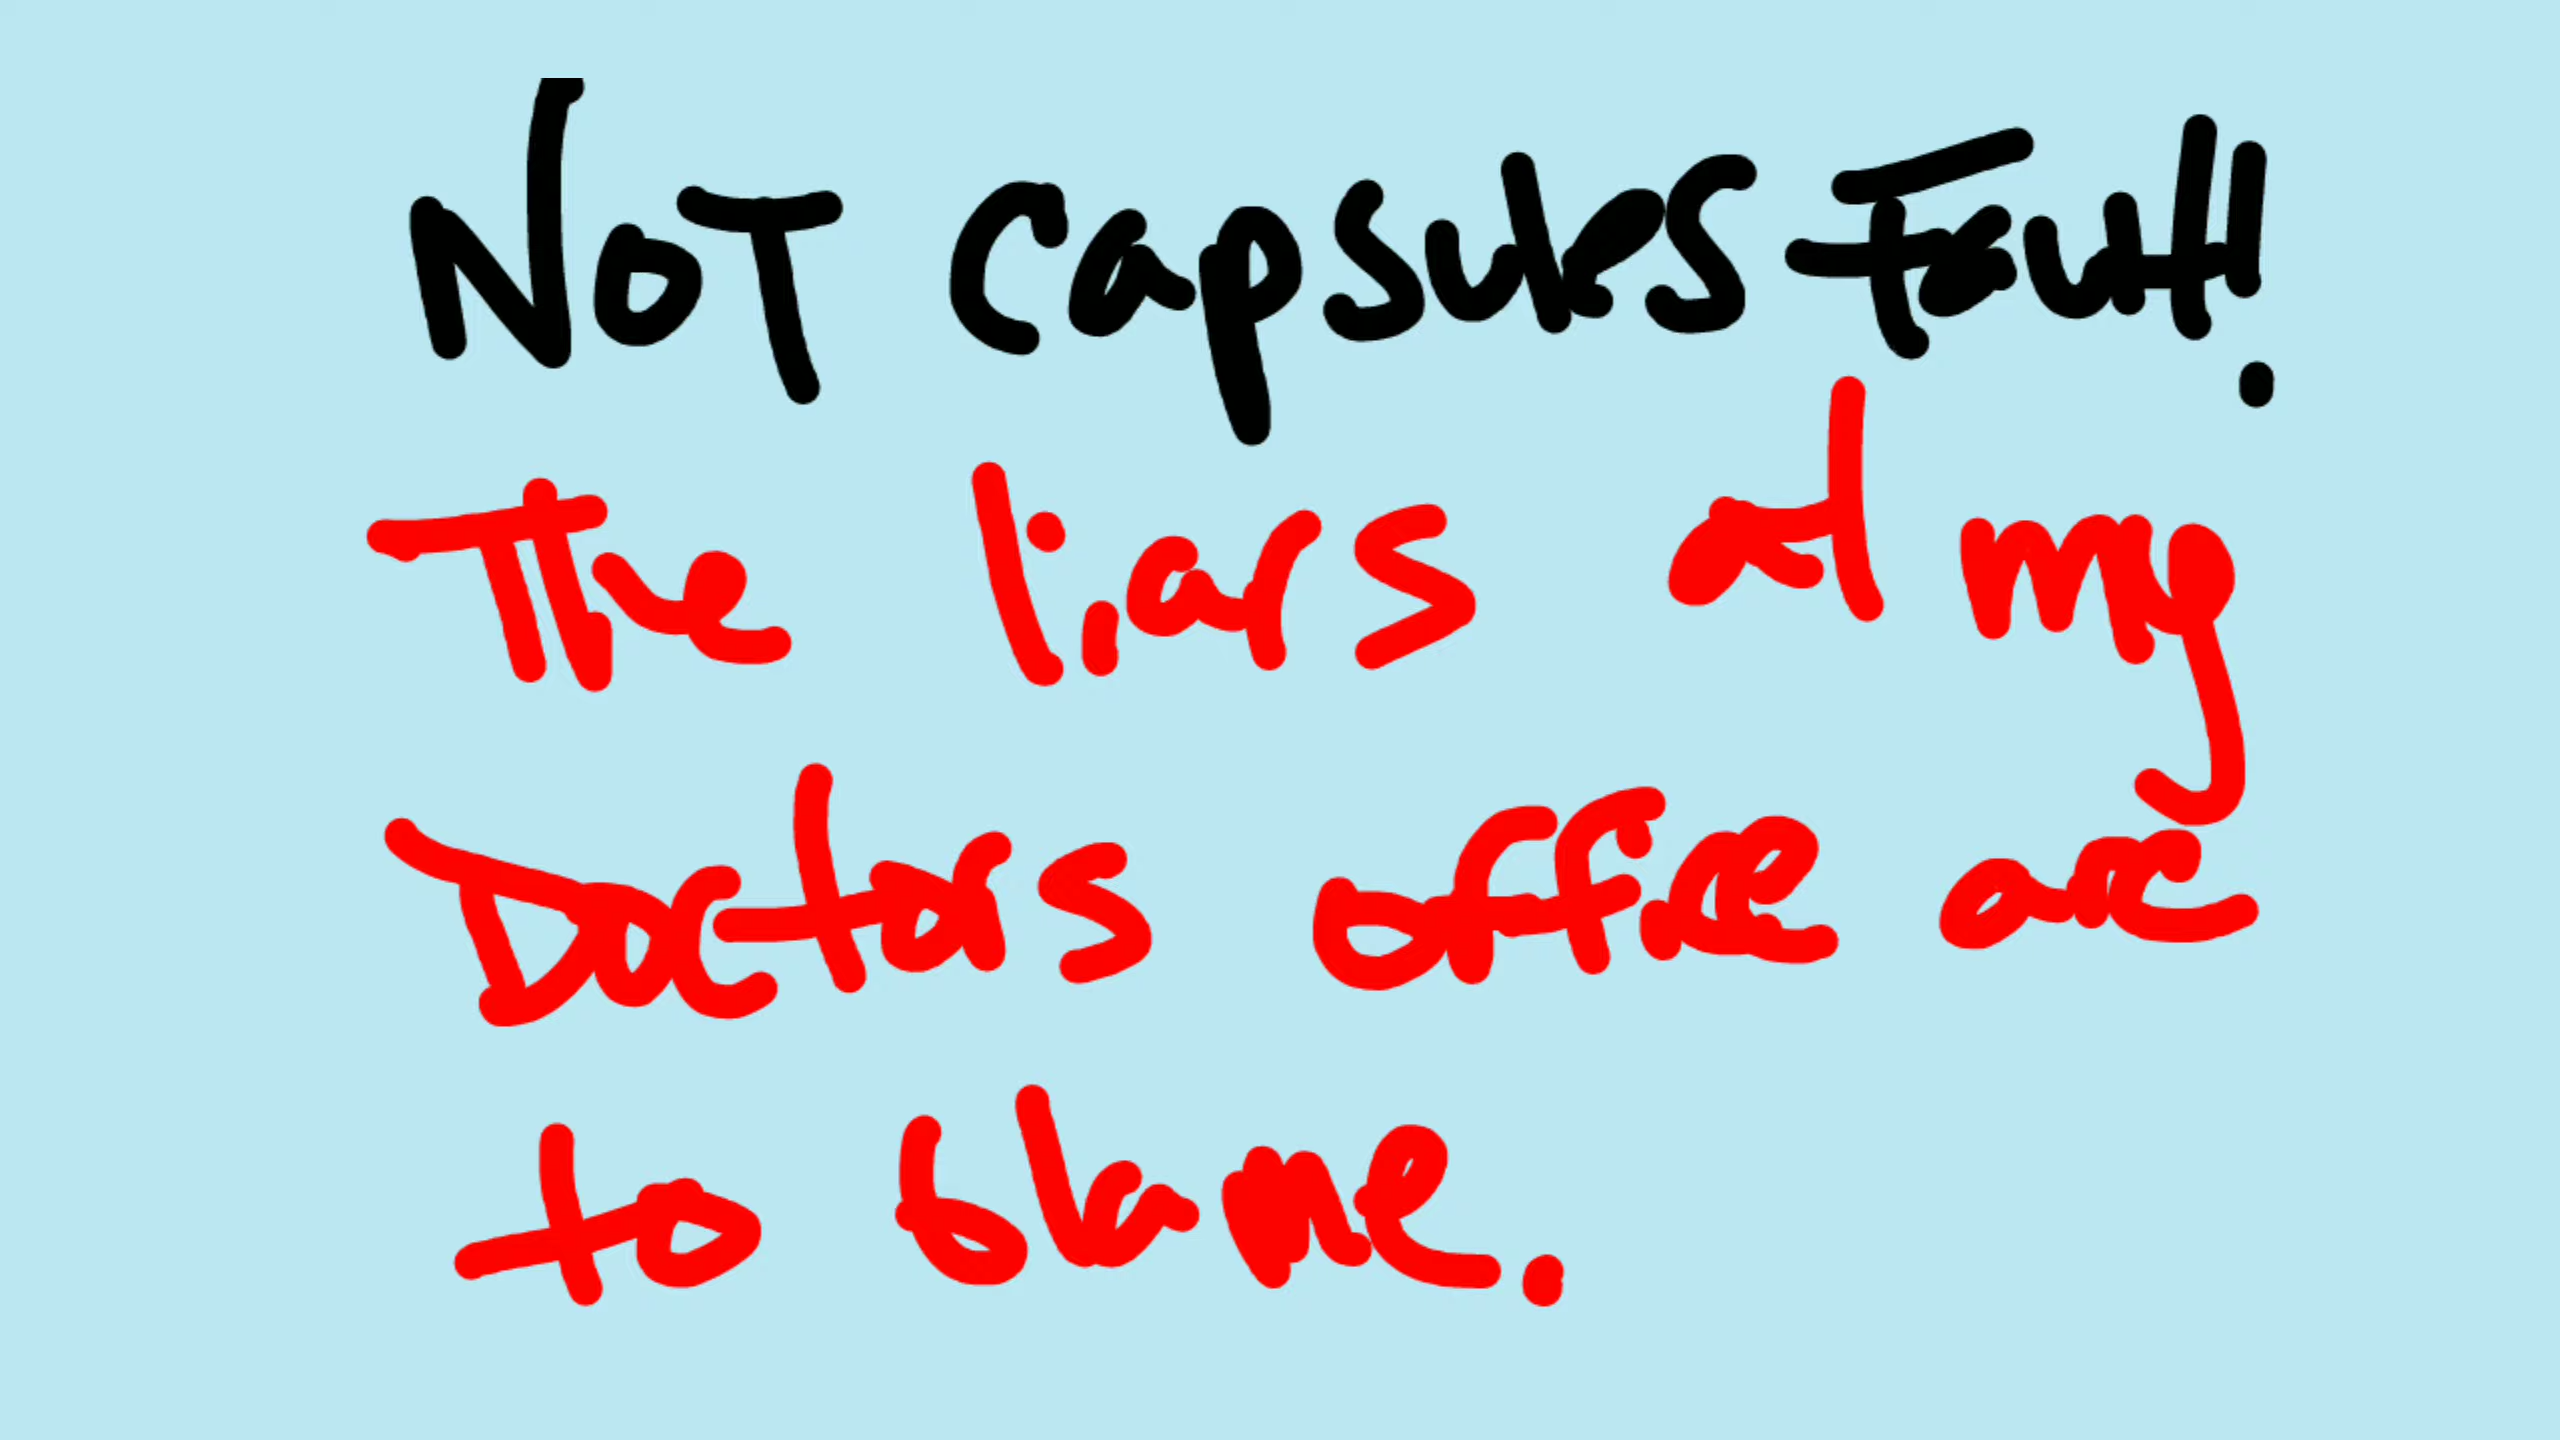 NOT capsules Fault!
The liars at my
Doctors office are
to blame.